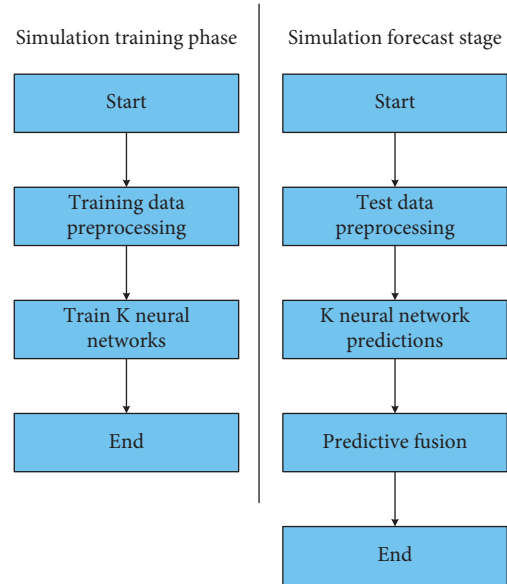 Simulation training phase
Start
Training data
preprocessing
Train K neural
networks
End
Simulation forecast stage
Start
Test data
preprocessing
K neural network
predictions
Predictive fusion
End